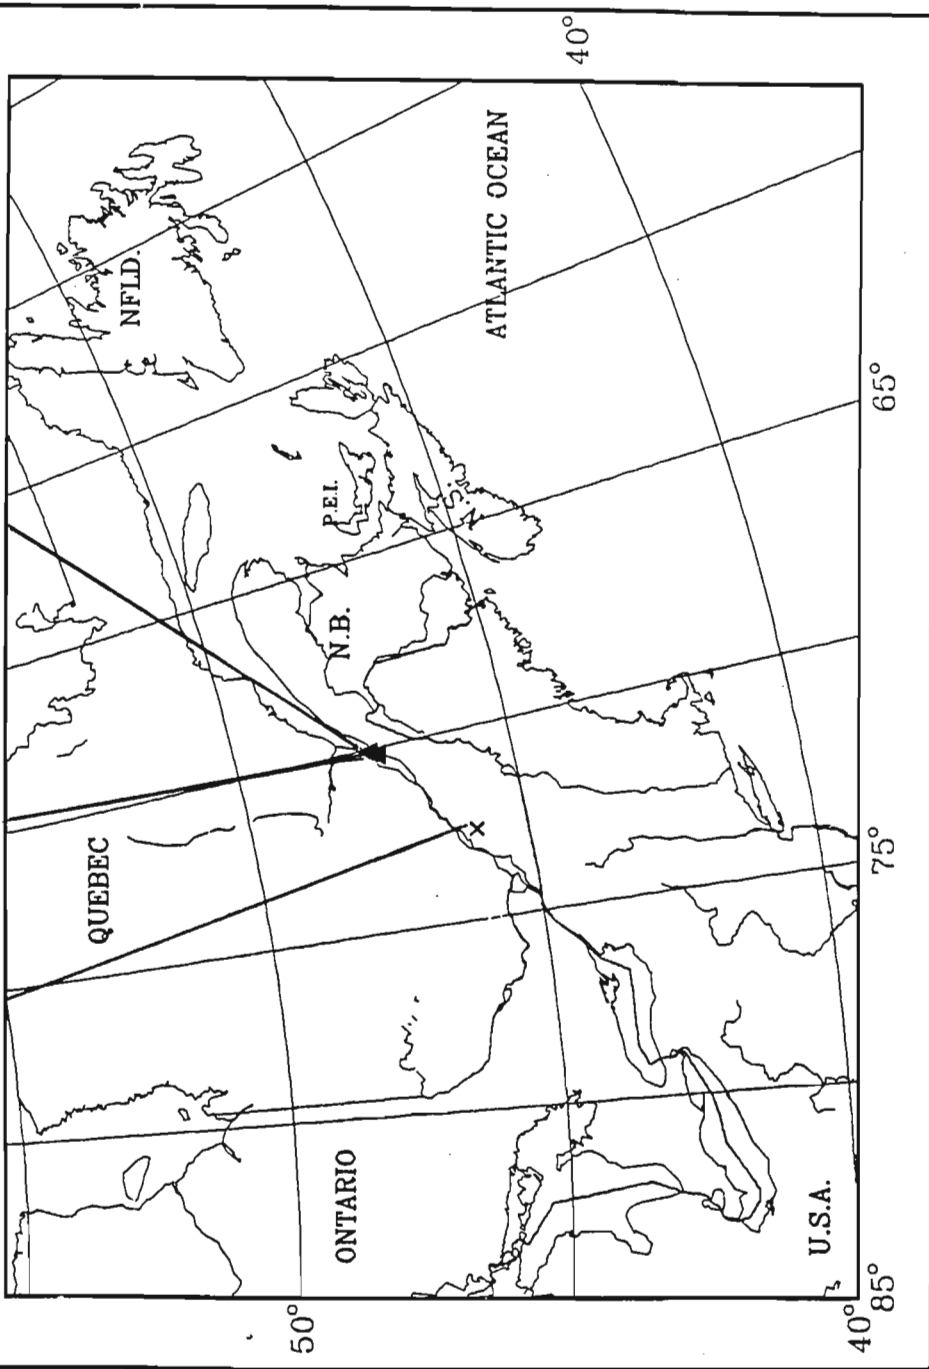 40°
NFLD.
ATLANTIC OCEAN
P.E.I.
N.S.
65°
N.B.
QUEBEC
x
75°
ONTARIO
U.S.A.
50°
40°
85°